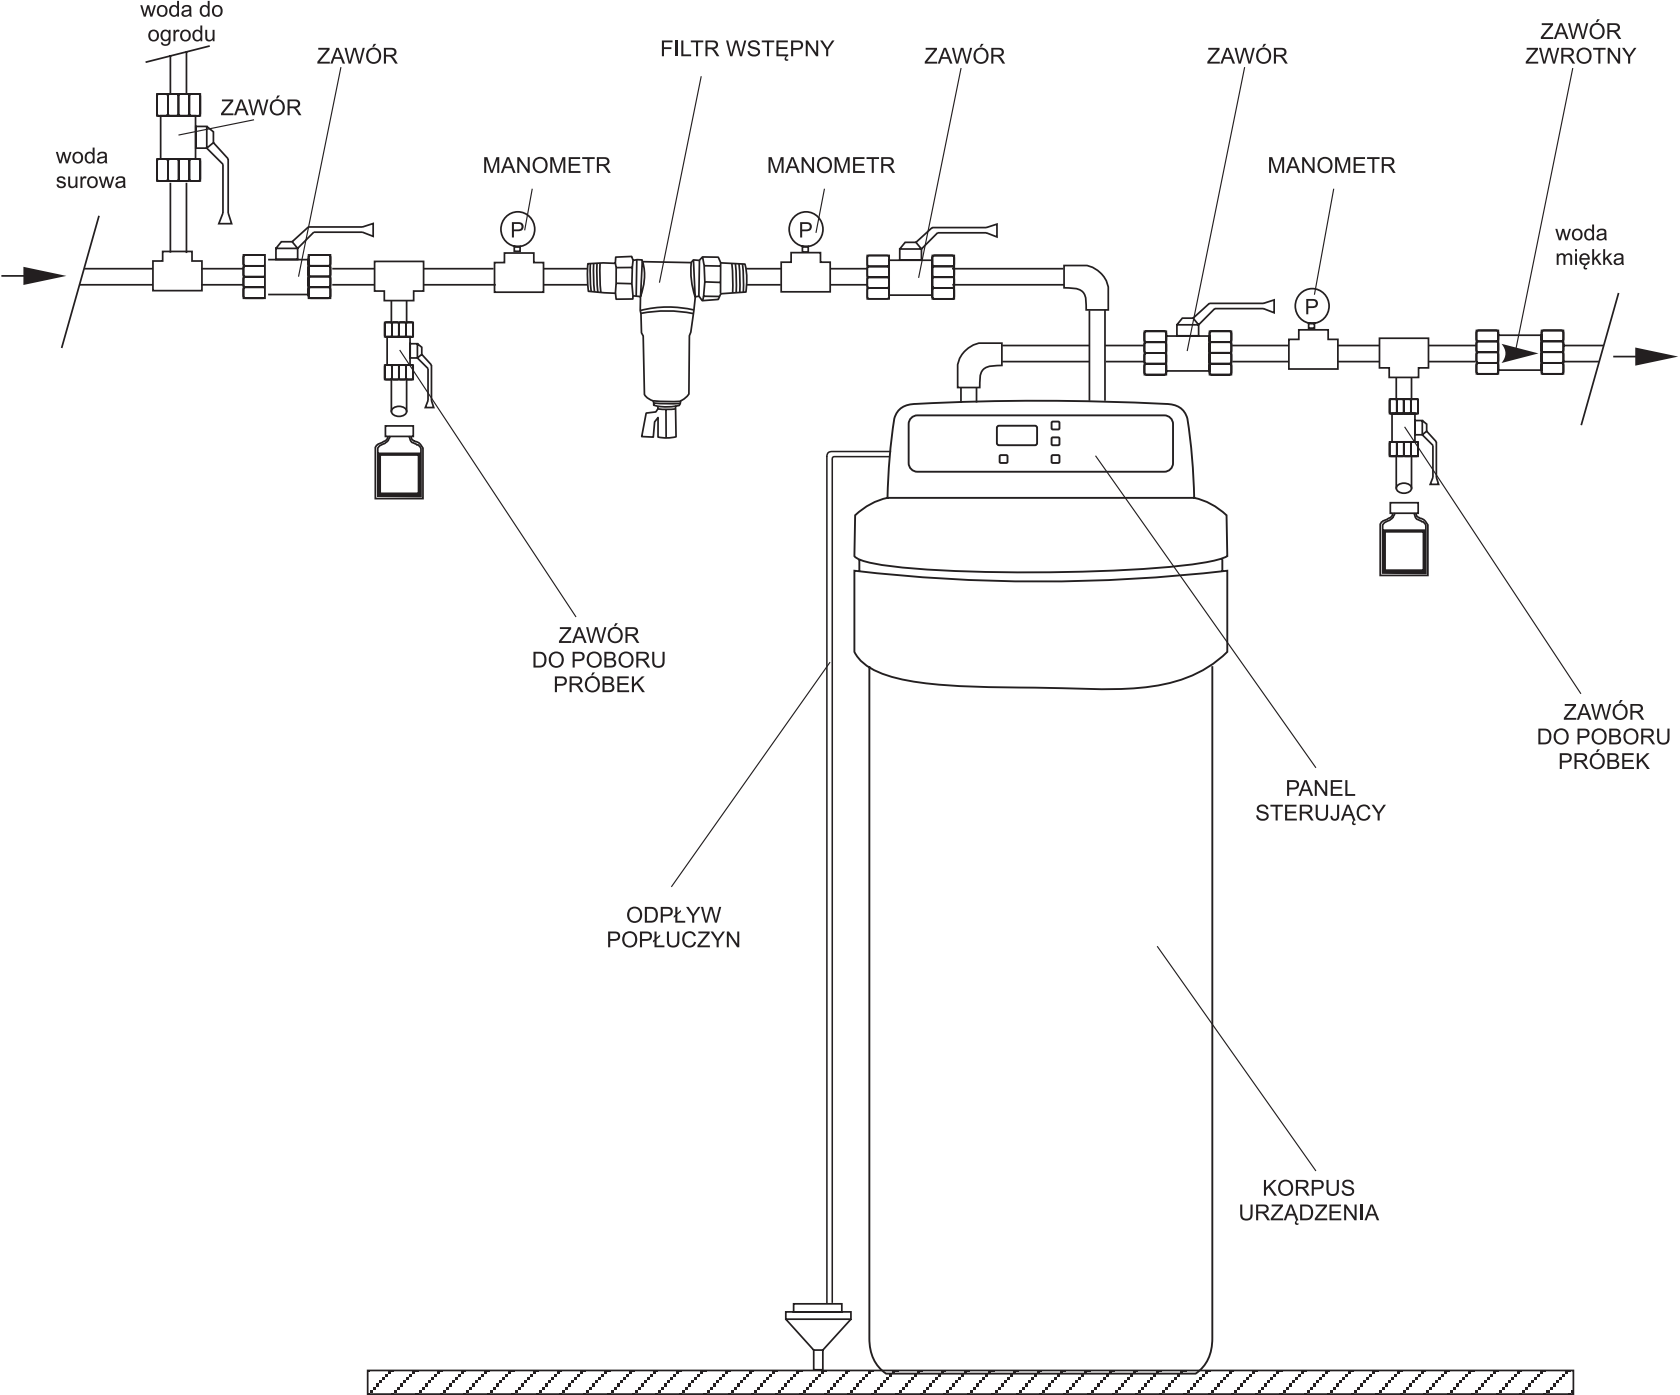 woda do
ogrodu
ZAWÓR
FILTR WSTĘPNY
ZAWÓR
ZAWÓR
ZAWÓR
ZWROTNY
ZAWÓR
woda
surowa
MANOMETR
MANOMETR
MANOMETR
P
P
woda
miękka
P
ZAWÓR
DO POBORU
PRÓBEK
ZAWÓR
DO POBORU
PRÓBEK
PANEL
STERUJĄCY
ODPŁYW
POPŁUCZYN
KORPUS
URZĄDZENIA